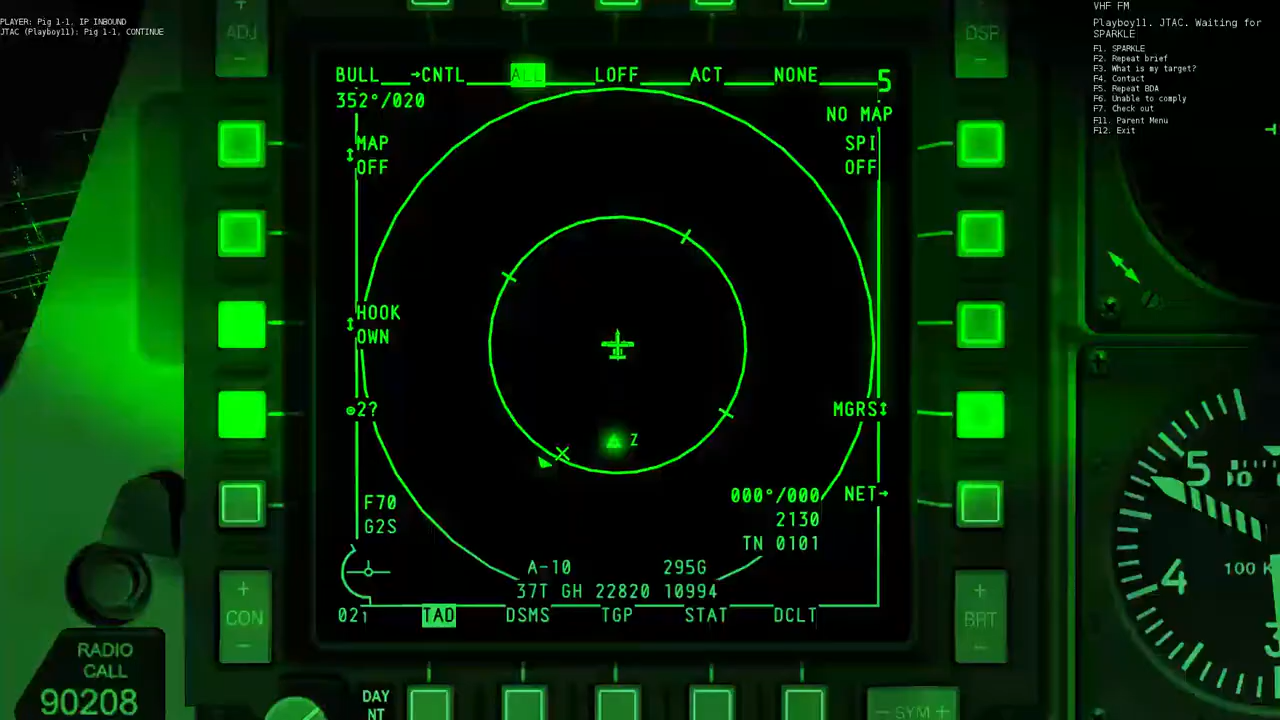 PLAYER: Pig 1-1, IP INBOUND
JTAC (Playboy11): Pig 1-1, CONTINUE
VHF FM
Playboy11. JTAC. Waiting for
SPARKLE
F1. SPARKLE
F2. Repeat brief
F3. What is my target?
F4. Contact
F5. Repeat BDA
F6. Unable to comply
F7. Check out
F11. Parent Menu
F12. Exit
+
ADJ
-
DSP
-
BULL →CNTL ALL LOFF ACT NONE 5
352°/020
NO MAP
MAP
OFF
SPI
OFF
HOOK
OWN
2?
MGRS
Z
F70
G2S
000°/000
NET→
2130
TN 0101
A-10 295G
37T GH 22820 10994
TAD DSMS TGP STAT DCLT
+
CON
-
+
BRT
-
RADIO
CALL
90208
DAY
NT
- SYM +
5
4
3
100 K